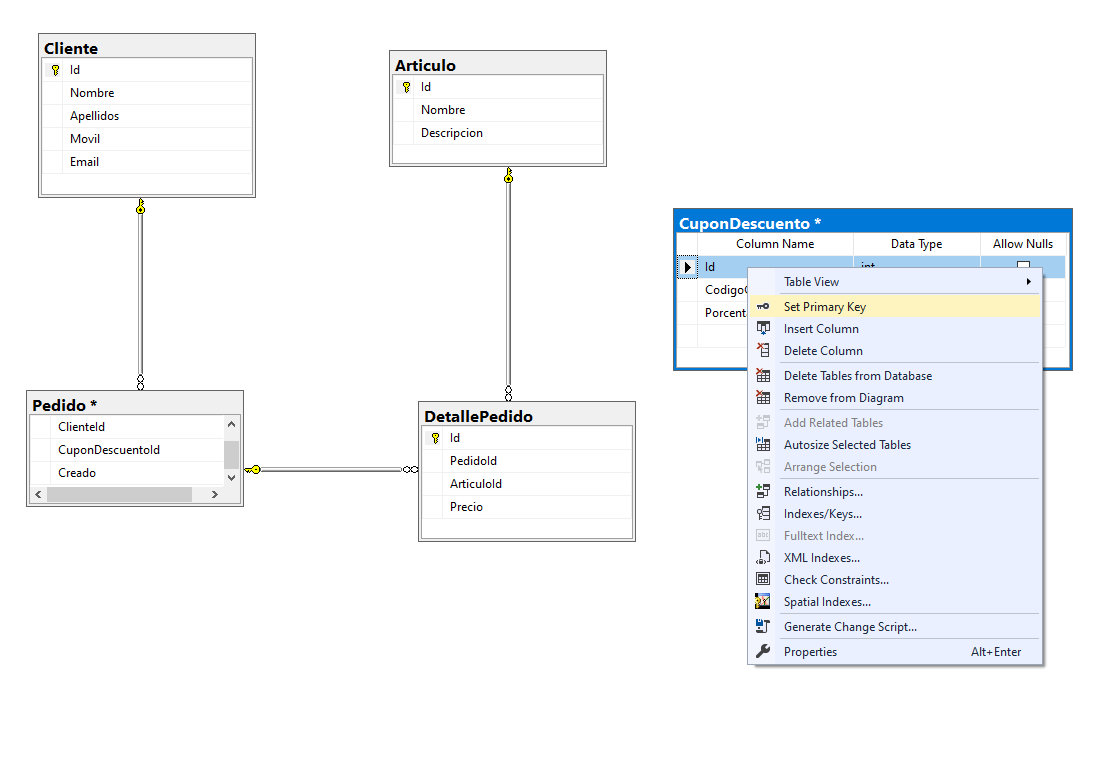 Cliente
Id
Nombre
Apellidos
Movil
Email
Articulo
Id
Nombre
Descripcion
CuponDescuento *
Column Name Data Type Allow Nulls
Id int
Codigo
Porcent
Table View
Set Primary Key
Insert Column
Delete Column
Delete Tables from Database
Remove from Diagram
Add Related Tables
Autosize Selected Tables
Arrange Selection
Relationships...
Indexes/Keys...
Fulltext Index...
XML Indexes...
Check Constraints...
Spatial Indexes...
Generate Change Script...
Properties Alt+Enter
Pedido *
ClienteId
CuponDescuentoId
Creado
DetallePedido
Id
PedidoId
ArticuloId
Precio